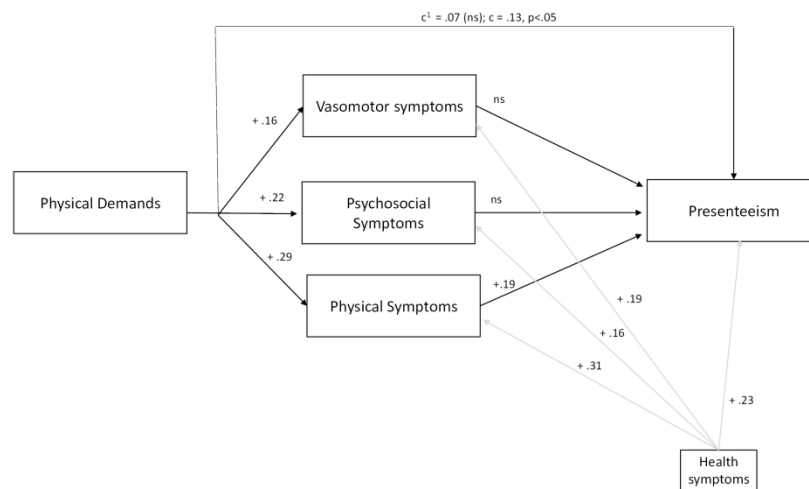 c¹ = .07 (ns); c = .13, p<.05
Vasomotor symptoms
ns
+ .16
Physical Demands
+ .22
Psychosocial
Symptoms
ns
Presenteeism
+ .29
Physical Symptoms
+.19
+ .19
+ .16
+ .31
+ .23
Health
symptoms